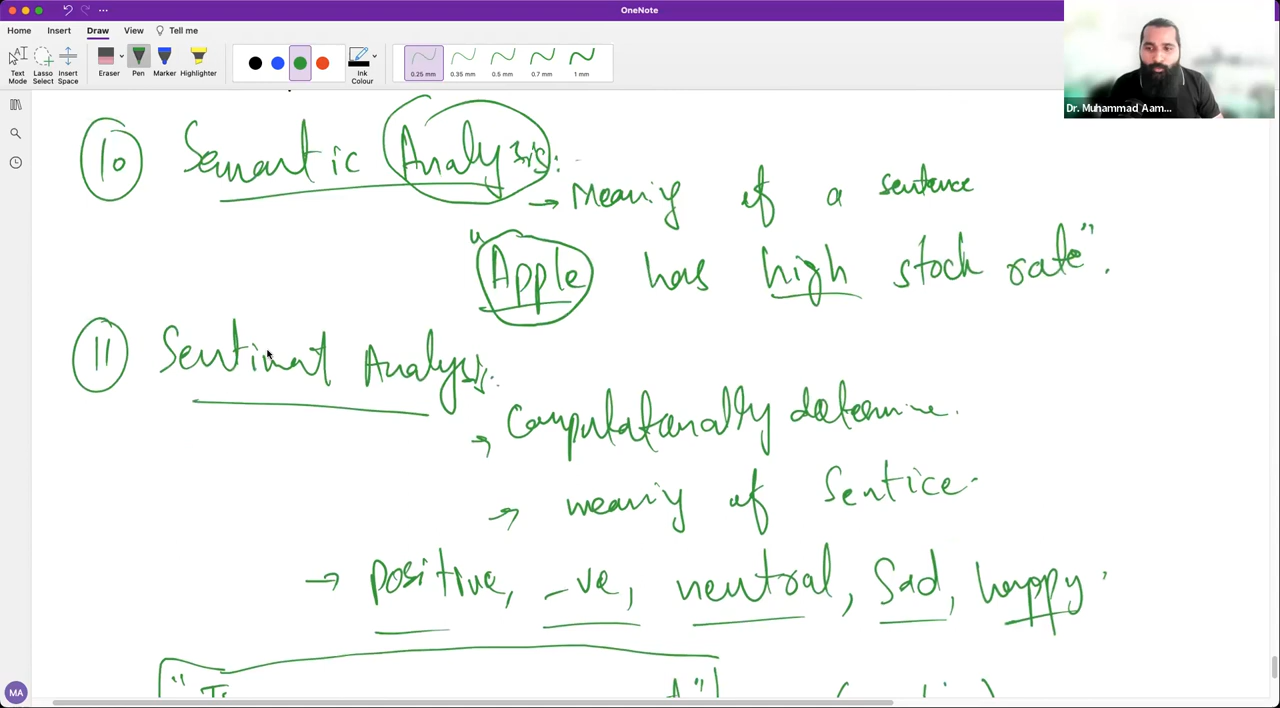 OneNote
Home Insert Draw View Tell me
Text Mode Lasso Select Insert Space Eraser Pen Marker Highlighter Ink Colour 0.25 mm 0.35 mm 0.5 mm 0.7 mm 1 mm
Dr. Muhammad Aam...
10 Semantic Analysis:
→ Meaning of a sentence
"Apple has high stock rate".
11 Sentiment Analysis:
→ Computationally determine.
→ meaning of Sentice.
→ positive, -ve, neutral, Sad, happy
MA